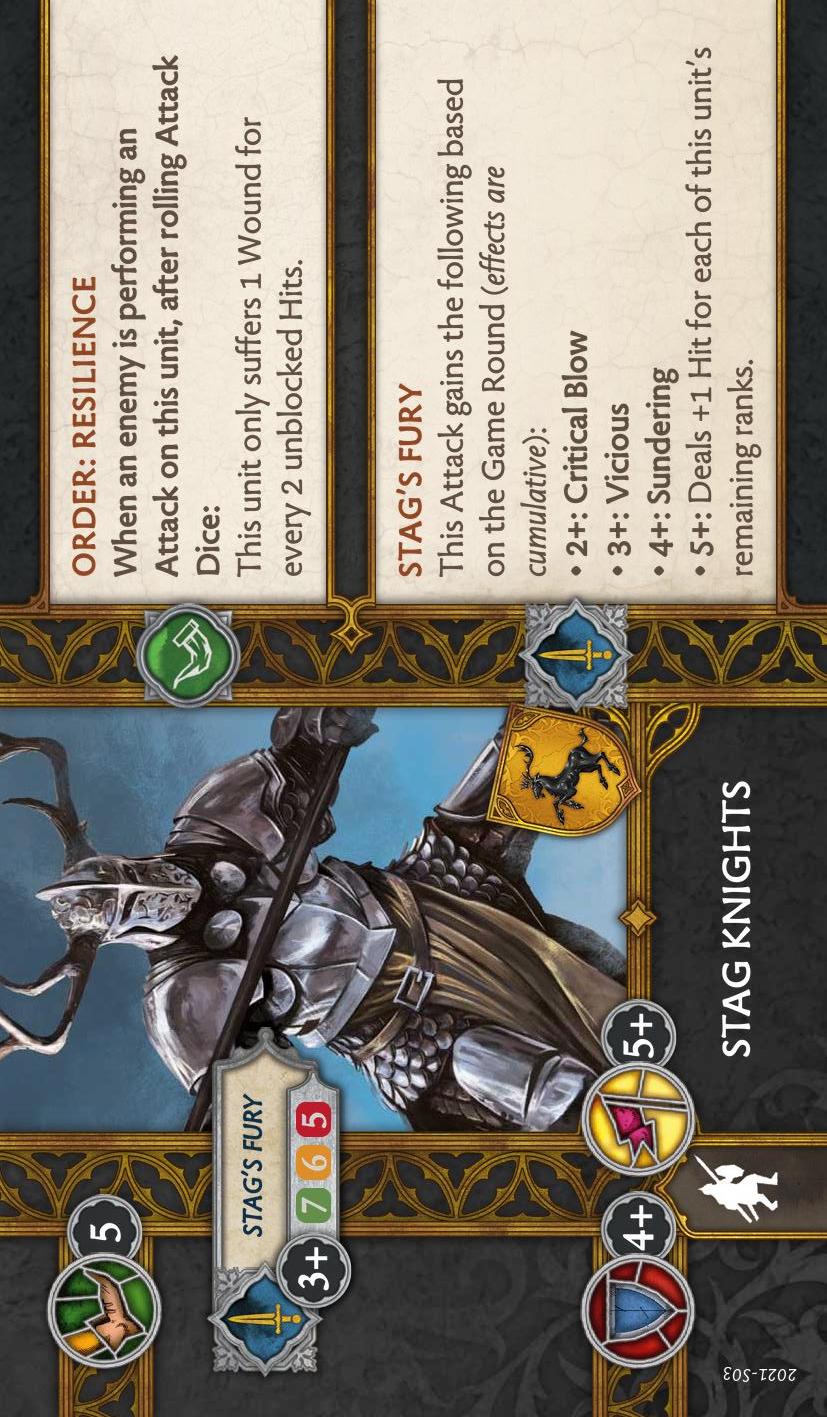 5
STAG'S FURY
3+
7 6 5
4+
5+
STAG KNIGHTS
2021-S03
ORDER: RESILIENCE
When an enemy is performing an
Attack on this unit, after rolling Attack
Dice:
This unit only suffers 1 Wound for
every 2 unblocked Hits.
STAG'S FURY
This Attack gains the following based
on the Game Round (effects are
cumulative):
• 2+: Critical Blow
• 3+: Vicious
• 4+: Sundering
• 5+: Deals +1 Hit for each of this unit's
remaining ranks.